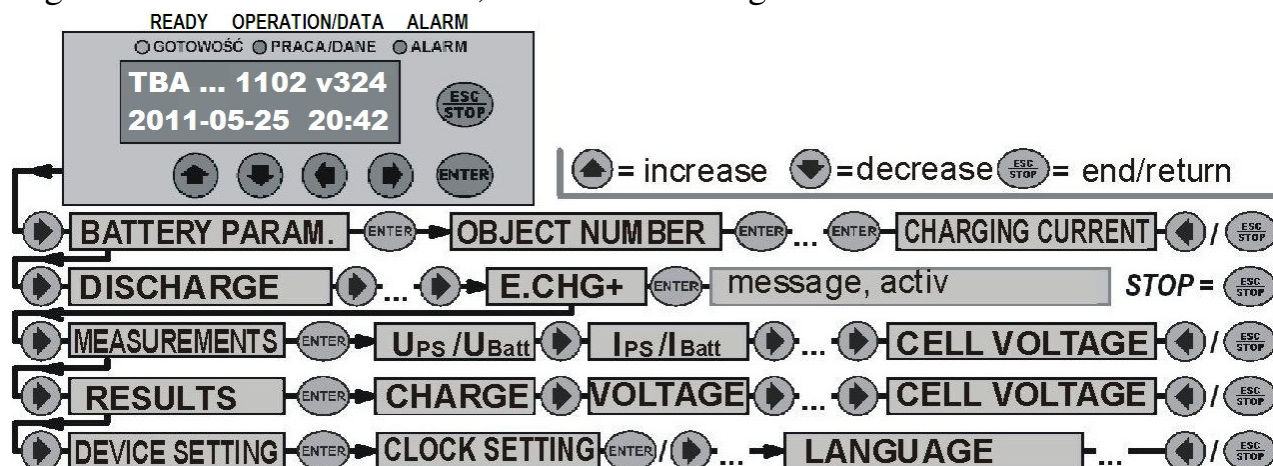 READY OPERATION/DATA ALARM
GOTOWOŚĆ PRACA/DANE ALARM
TBA ... 1102 v324
2011-05-25 20:42
ESC STOP
ENTER
= increase =decrease ESC STOP = end/return
BATTERY PARAM. ENTER OBJECT NUMBER ENTER ... ENTER CHARGING CURRENT / ESC STOP
DISCHARGE ... E.CHG+ ENTER message, activ STOP = ESC STOP
MEASUREMENTS ENTER UPS /UBatt IPS /IBatt ... CELL VOLTAGE / ESC STOP
RESULTS ENTER CHARGE VOLTAGE ... CELL VOLTAGE / ESC STOP
DEVICE SETTING ENTER CLOCK SETTING ENTER / ... LANGUAGE ... / ESC STOP